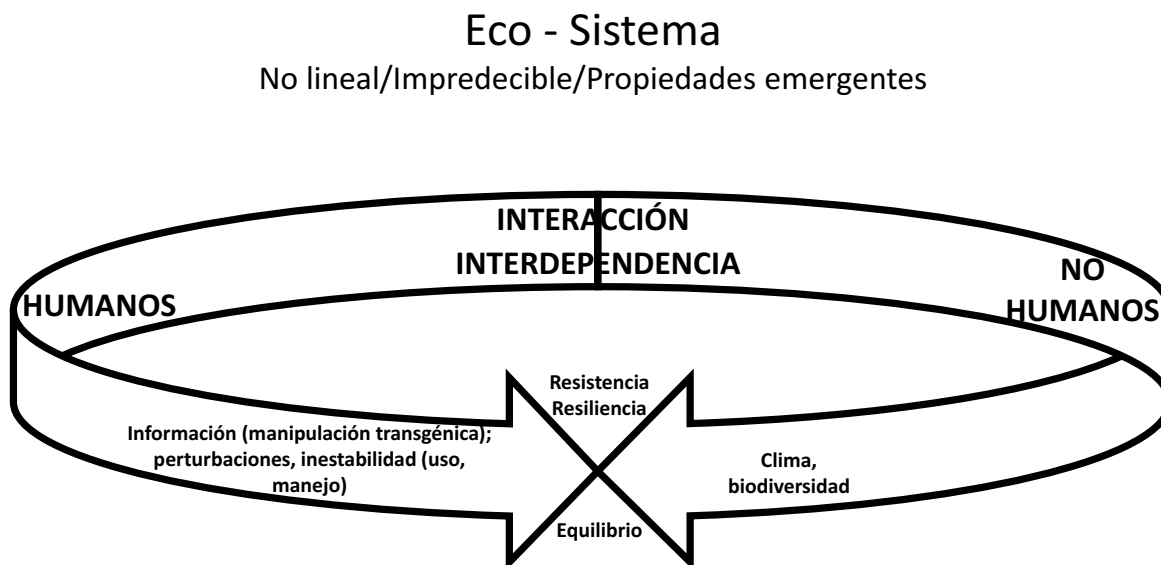 Eco - Sistema
No lineal/Impredecible/Propiedades emergentes
INTERACCIÓN
INTERDEPENDENCIA
HUMANOS
NO
HUMANOS
Resistencia
Resiliencia
Información (manipulación transgénica);
perturbaciones, inestabilidad (uso,
manejo)
Clima,
biodiversidad
Equilibrio